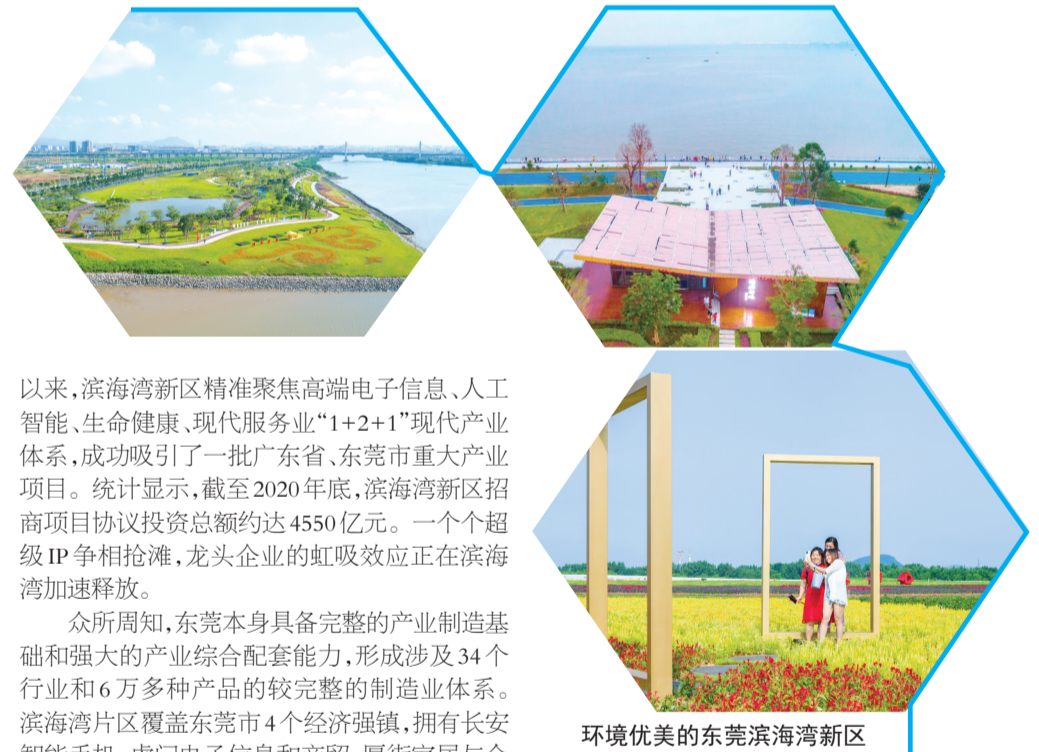 以来，滨海湾新区精准聚焦高端电子信息、人工
智能、生命健康、现代服务业“1+2+1”现代产业
体系，成功吸引了一批广东省、东莞市重大产业
项目。统计显示，截至2020年底，滨海湾新区招
商项目协议投资总额约达4550亿元。一个个超
级IP争相抢滩，龙头企业的虹吸效应正在滨海
湾加速释放。
众所周知，东莞本身具备完整的产业制造基
础和强大的产业综合配套能力，形成涉及34个
行业和6万多种产品的较完整的制造业体系。
滨海湾片区覆盖东莞市4个经济强镇，拥有长安
环境优美的东莞滨海湾新区